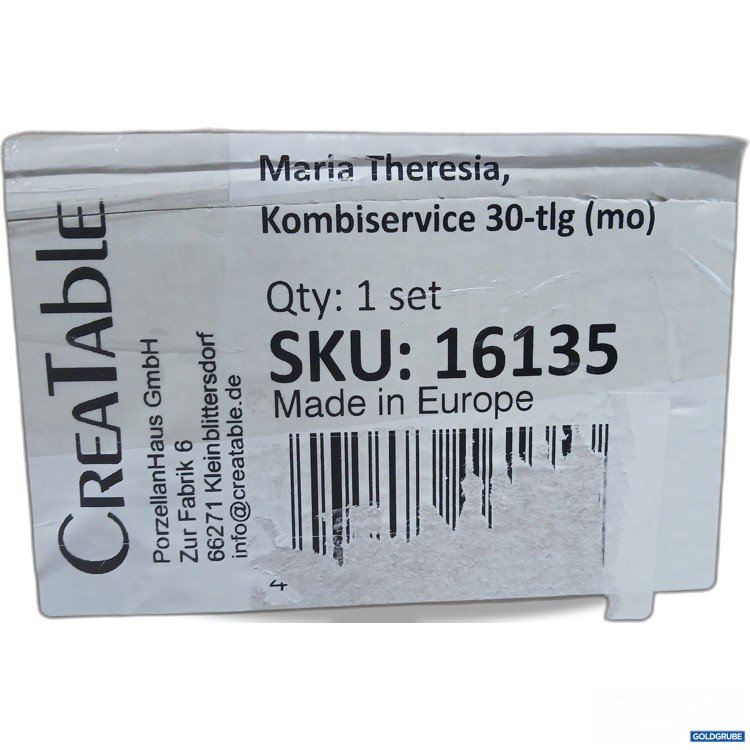 Maria Theresia,
Kombiservice 30-tlg (mo)
Qty: 1 set
SKU: 16135
Made in Europe
4
CREATABLE
PorzellanHaus GmbH
Zur Fabrik 6
66271 Kleinblittersdorf
info@creatable.de
GOLDGRUBE